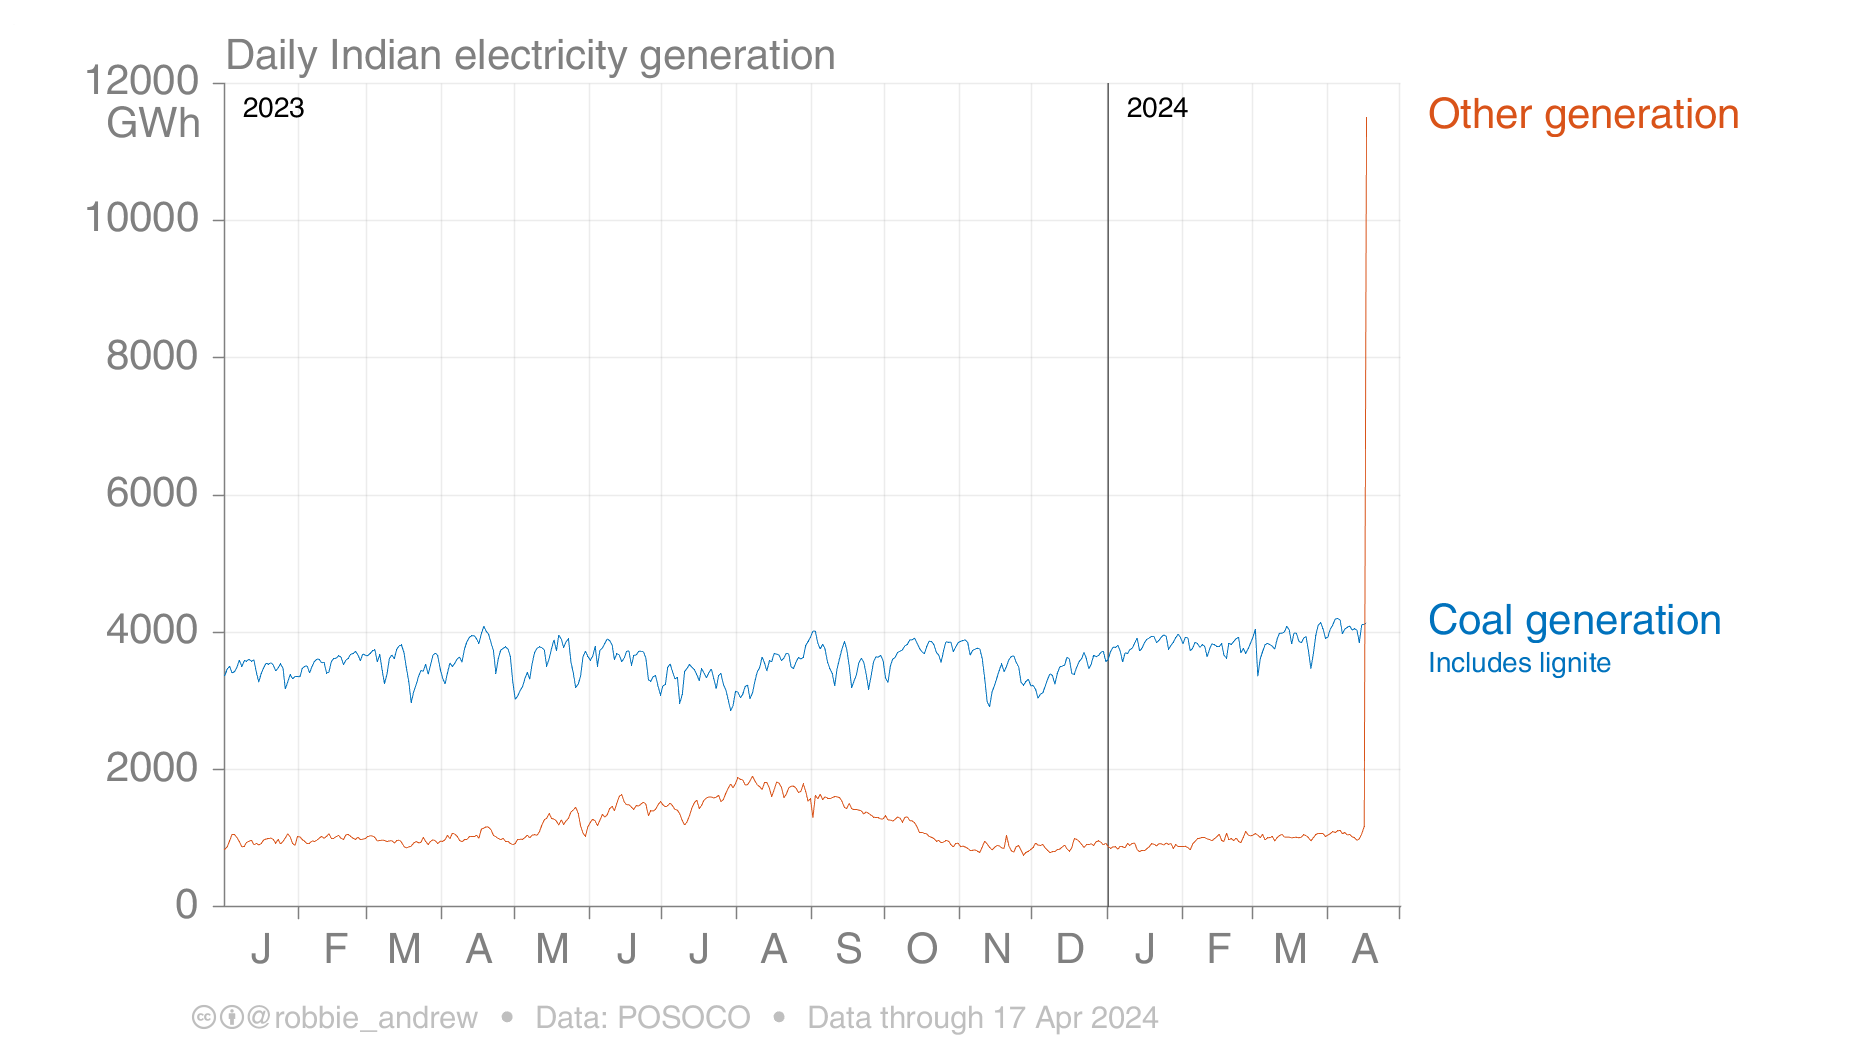 Daily Indian electricity generation
12000
GWh
2023
2024
Other generation
10000
8000
6000
4000
Coal generation
Includes lignite
2000
0
J F M A M J J A S O N D J F M A
cc @robbie_andrew • Data: POSOCO • Data through 17 Apr 2024